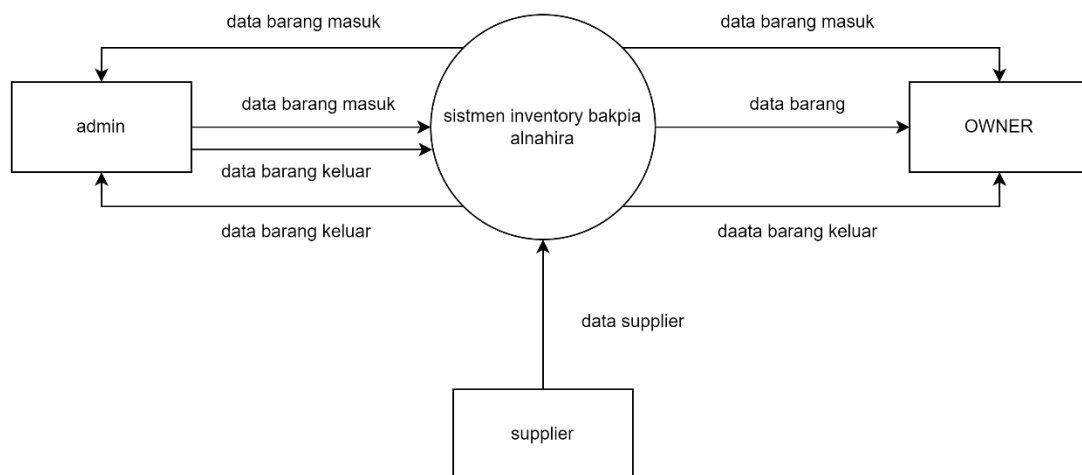 data barang masuk
data barang masuk
data barang masuk
data barang
admin
sistmen inventory bakpia
alnahira
OWNER
data barang keluar
data barang keluar
daata barang keluar
data supplier
supplier